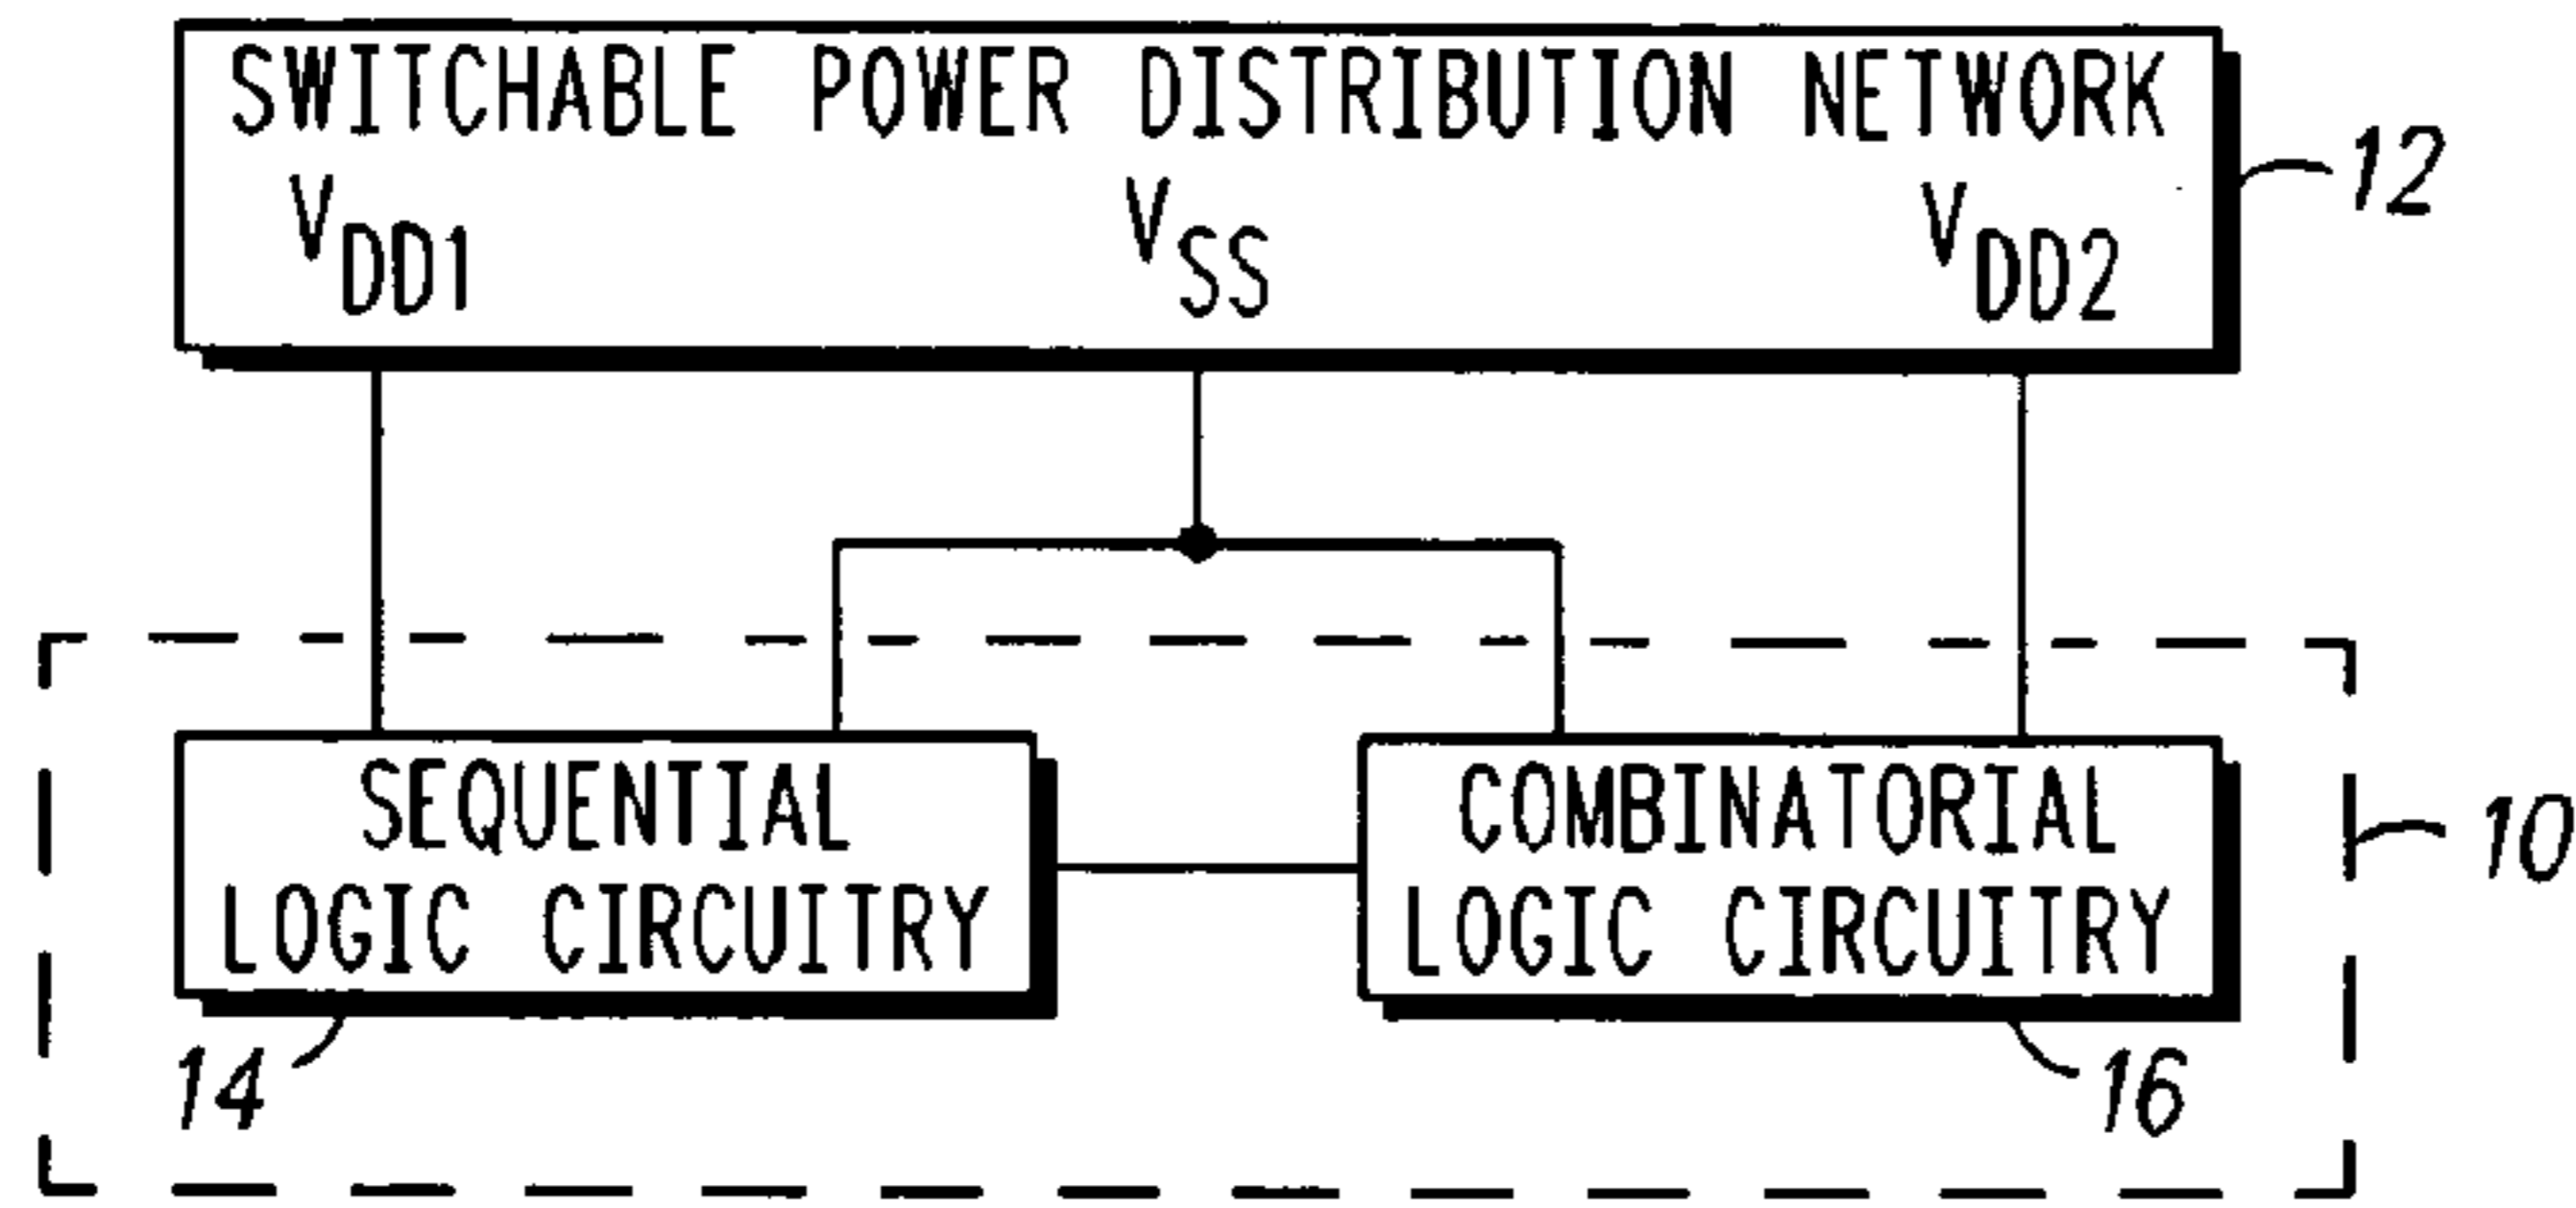 SWITCHABLE POWER DISTRIBUTION NETWORK
VDD1 VSS VDD2
12
SEQUENTIAL
LOGIC CIRCUITRY
COMBINATORIAL
LOGIC CIRCUITRY
10
14
16